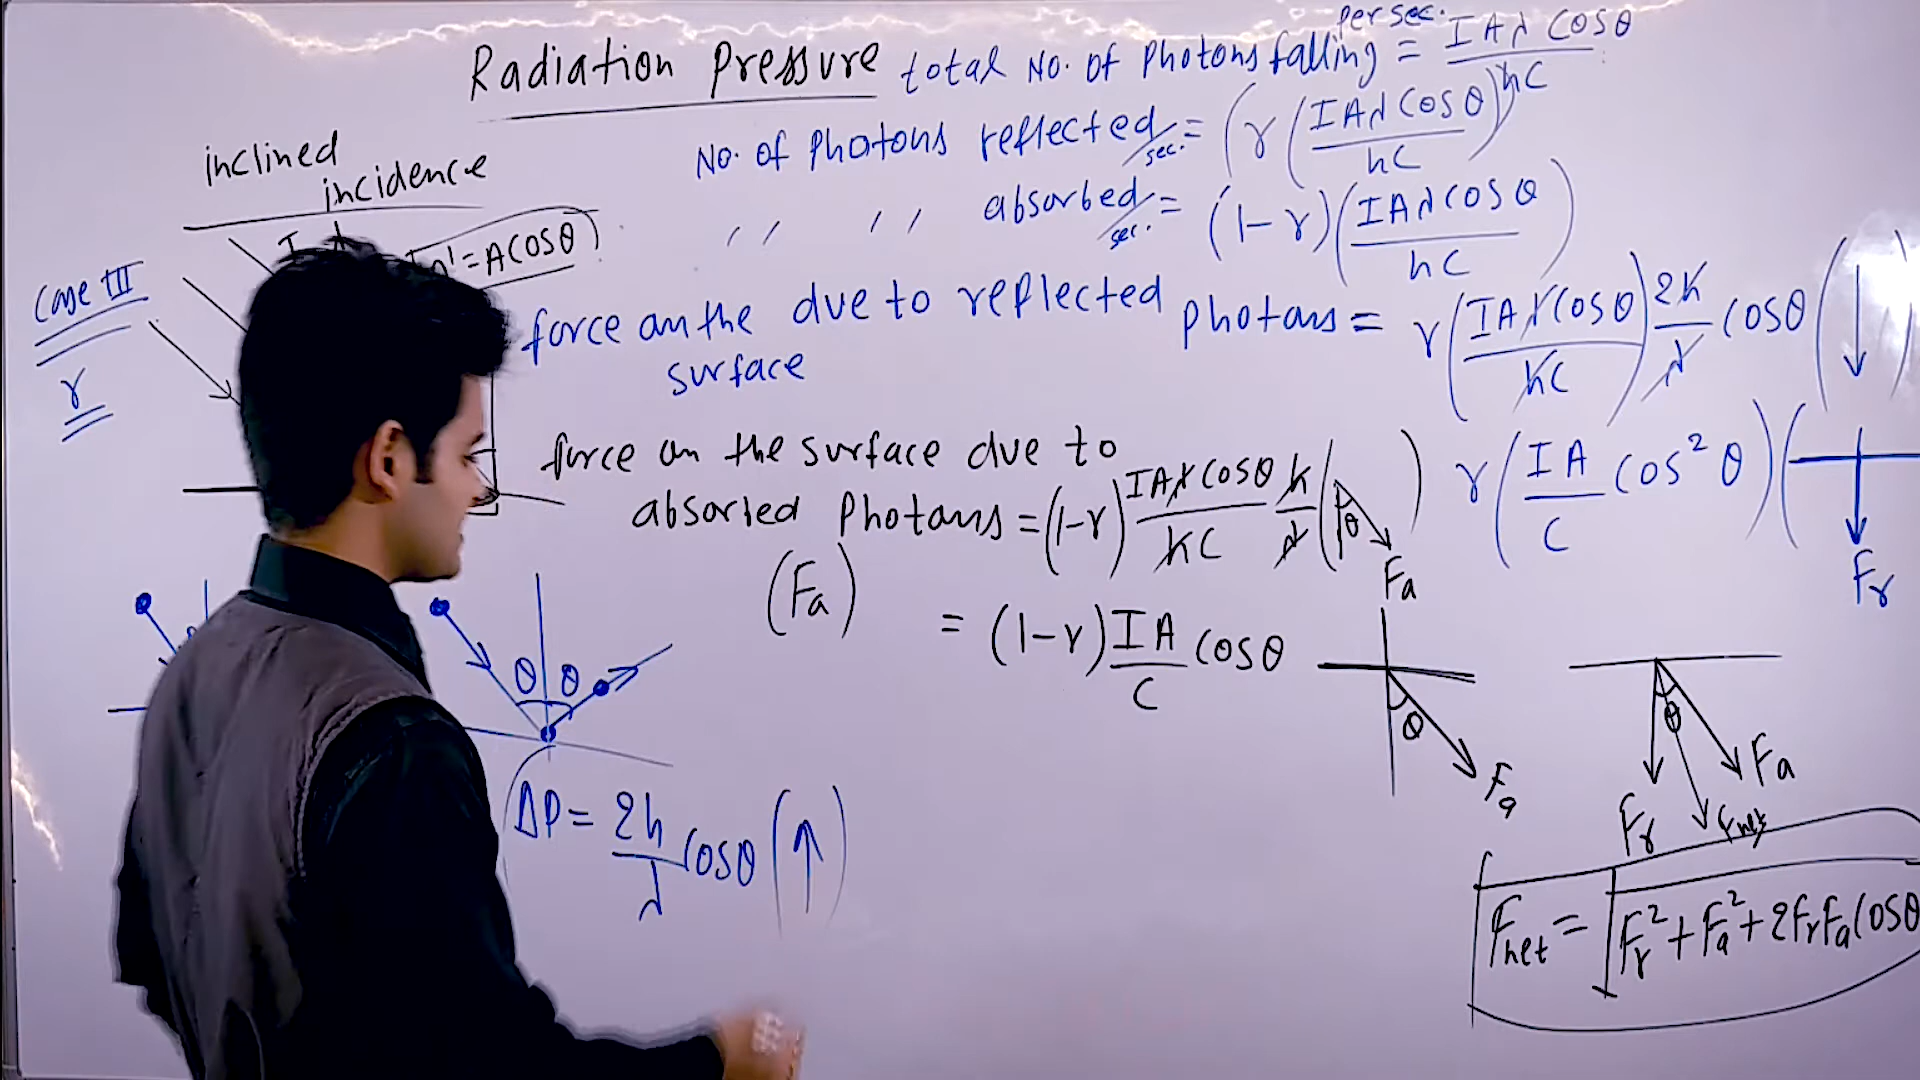 Radiation Pressure
total No. of Photons falling per sec. = IAλ cosθ / hC
No. of Photons reflected/sec. = (r (IAλ cosθ / hC)
inclined incidence
,, ,, absorbed/sec. = (1-r) (IAλ cosθ / hC)
I A
= A cosθ)
Case III
r
force on the surface due to reflected photons = r (IAλ cosθ / hC) 2h/λ cosθ (↓)
r (IA/C cos²θ) (↓ Fr
force on the surface due to
absorled Photons = (1-r) IAλ cosθ / hC h/λ ( θ Fa )
(Fa)
= (1-r) IA/C cosθ
θ
Fa
θ
Fr Fnet Fa
θ θ
ΔP = 2h/λ cosθ (↑)
Fnet = √Fr² + Fa² + 2FrFa cosθ